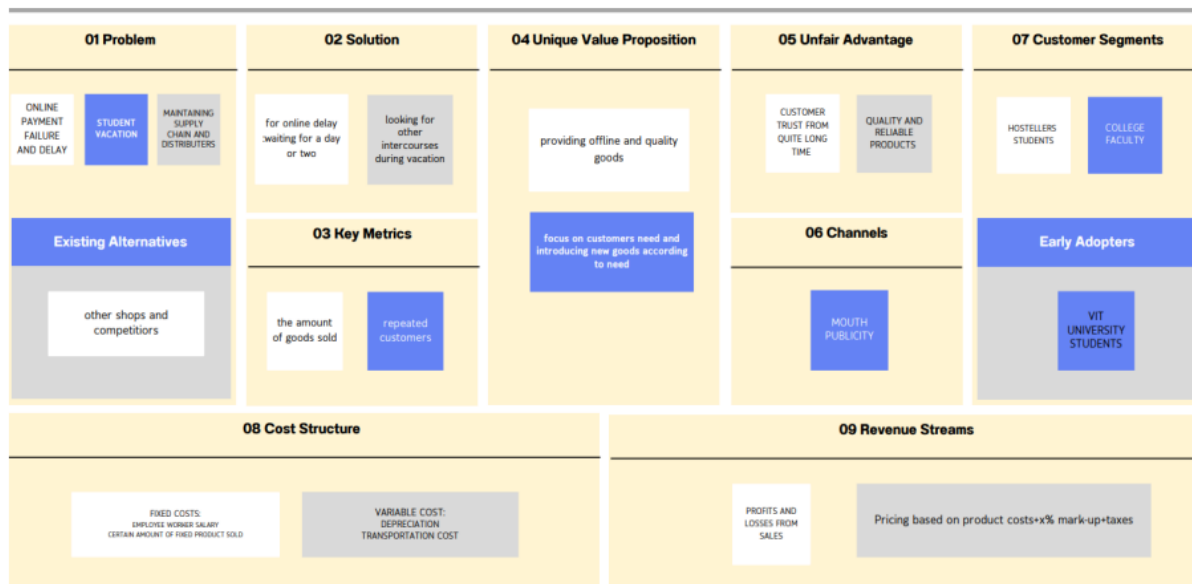 01 Problem
ONLINE
PAYMENT
FAILURE
AND DELAY
STUDENT
VACATION
MAINTAINING
SUPPLY
CHAIN AND
DISTRIBUTERS
Existing Alternatives
other shops and
competitiors
02 Solution
for online delay
:waiting for a day
or two
looking for
other
intercourses
during vacation
03 Key Metrics
the amount
of goods sold
repeated
customers
04 Unique Value Proposition
providing offline and quality
goods
focus on customers need and
introducing new goods according
to need
05 Unfair Advantage
CUSTOMER
TRUST FROM
QUITE LONG
TIME
QUALITY AND
RELIABLE
PRODUCTS
06 Channels
MOUTH
PUBLICITY
07 Customer Segments
HOSTELLERS
STUDENTS
COLLEGE
FACULTY
Early Adopters
VIT
UNIVERSITY
STUDENTS
08 Cost Structure
FIXED COSTS:
EMPLOYEE WORKER SALARY
CERTAIN AMOUNT OF FIXED PRODUCT SOLD
VARIABLE COST:
DEPRECIATION
TRANSPORTATION COST
09 Revenue Streams
PROFITS AND
LOSSES FROM
SALES
Pricing based on product costs+x% mark-up+taxes